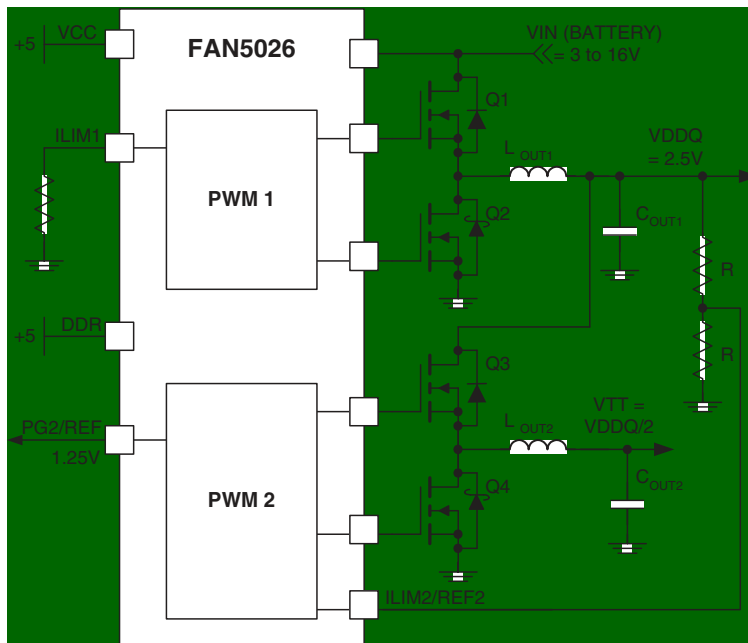 VCC
+5
FAN5026
VIN (BATTERY)
= 3 to 16V
Q1
ILIM1
L OUT1
VDDQ
= 2.5V
PWM 1
Q2
C OUT1
R
DDR
+5
Q3
R
PG2/REF
1.25V
L OUT2
VTT =
VDDQ/2
PWM 2
Q4
C OUT2
ILIM2/REF2